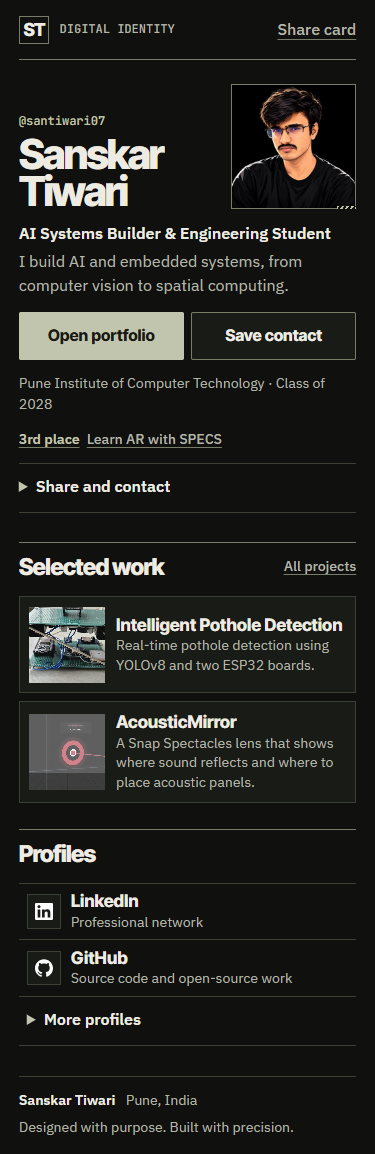 ST DIGITAL IDENTITY Share card
@santiwari07
Sanskar
Tiwari
AI Systems Builder & Engineering Student
I build AI and embedded systems, from
computer vision to spatial computing.
Open portfolio Save contact
Pune Institute of Computer Technology · Class of
2028
3rd place Learn AR with SPECS
Share and contact
Selected work All projects
Intelligent Pothole Detection
Real-time pothole detection using
YOLOv8 and two ESP32 boards.
AcousticMirror
A Snap Spectacles lens that shows
where sound reflects and where to
place acoustic panels.
Profiles
LinkedIn
Professional network
GitHub
Source code and open-source work
More profiles
Sanskar Tiwari Pune, India
Designed with purpose. Built with precision.